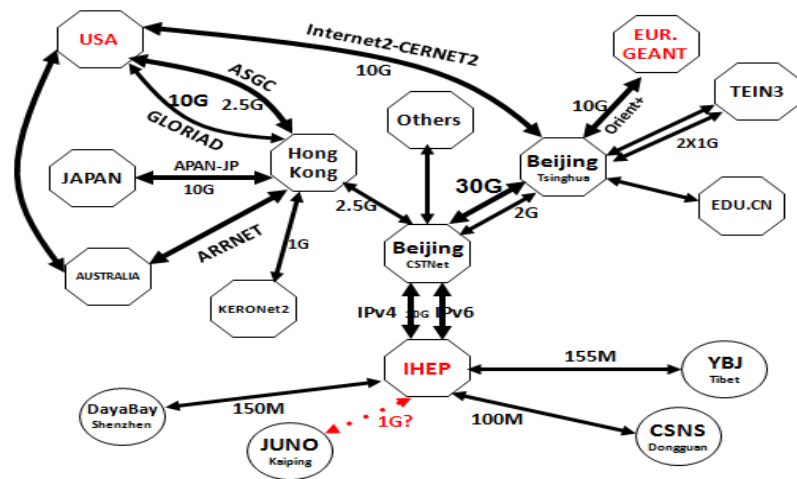 USA
Internet2-CERNET2
10G
EUR.
GEANT
ASGC
2.5G
10G
GLORIAD
10G
Orient+
TEIN3
2X1G
Others
Hong
Kong
JAPAN
APAN-JP
10G
Beijing
Tsinghua
30G
2G
EDU.CN
2.5G
ARRNET
1G
AUSTRALIA
KERONet2
Beijing
CSTNet
IPv4
IPv6
IHEP
155M
YBJ
Tibet
DayaBay
Shenzhen
150M
1G?
100M
JUNO
Kaiping
CSNS
Dongguan